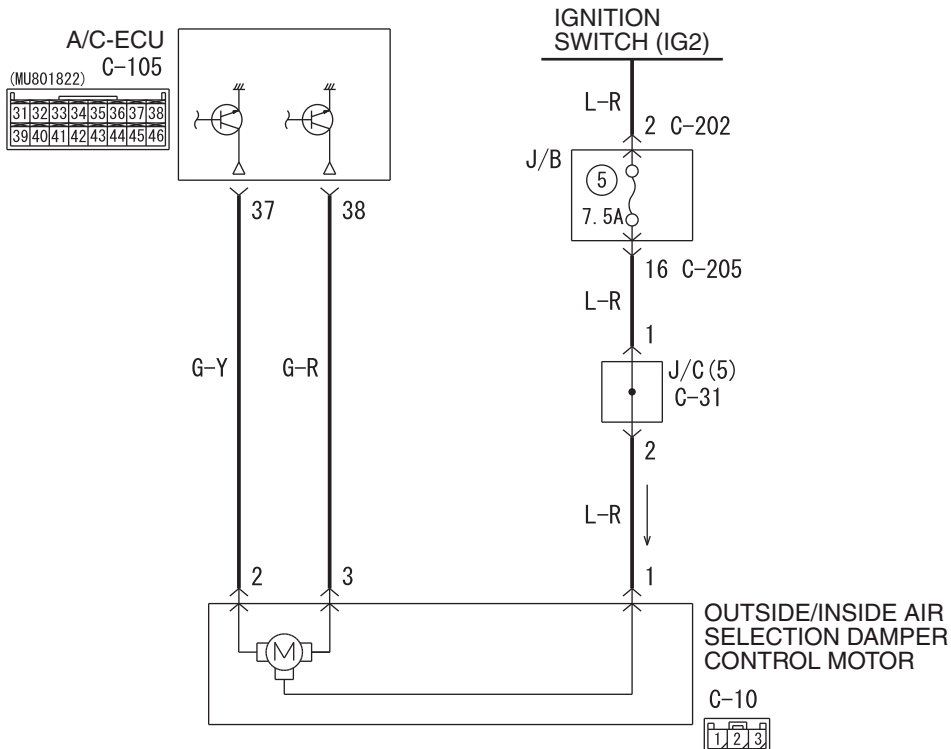 A/C-ECU
C-105
(MU801822)
31 32 33 34 35 36 37 38
39 40 41 42 43 44 45 46
37
38
G-Y
G-R
2
3
IGNITION
SWITCH (IG2)
L-R
2 C-202
J/B
5
7.5A
16 C-205
L-R
1
J/C(5)
C-31
2
L-R
1
M
OUTSIDE/INSIDE AIR
SELECTION DAMPER
CONTROL MOTOR
C-10
1 2 3